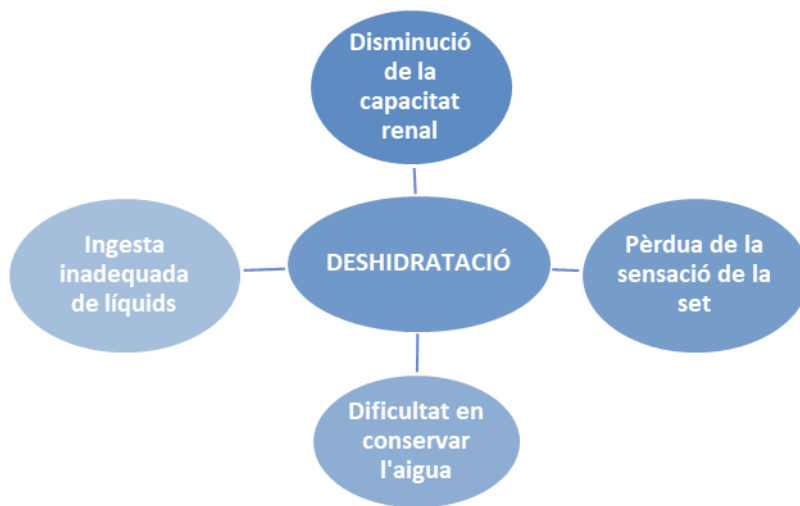 Disminució
de la
capacitat
renal
Ingesta
inadequada
de líquids
DESHIDRATACIÓ
Pèrdua de la
sensació de la
set
Dificultat en
conservar
l'aigua